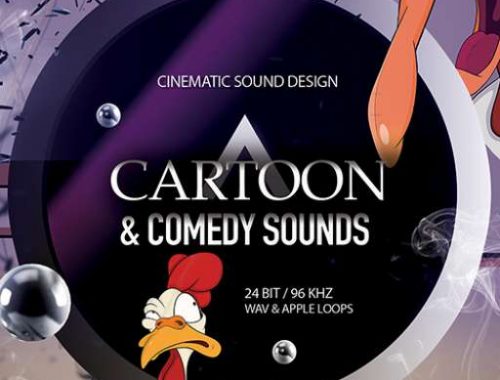 CINEMATIC SOUND DESIGN
CARTOON
& COMEDY SOUNDS
24 BIT / 96 KHZ
WAV & APPLE LOOPS